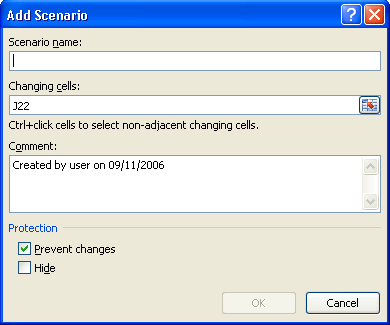 Add Scenario
Scenario name:
Changing cells:
J22
Ctrl+click cells to select non-adjacent changing cells.
Comment:
Created by user on 09/11/2006
Protection
Prevent changes
Hide
OK
Cancel